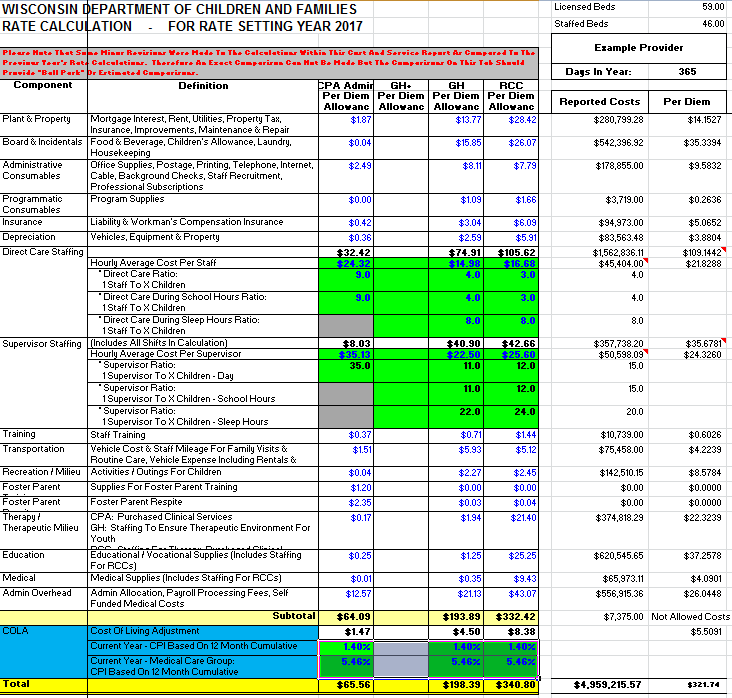 WISCONSIN DEPARTMENT OF CHILDREN AND FAMILIES
RATE CALCULATION - FOR RATE SETTING YEAR 2017
Licensed Beds 59.00
Staffed Beds 46.00
Please Note That Some Minor Revisions Were Made To The Calculations Within This Cost And Service Report As Compared To The
Previous Year's Rate Calculations. Therefore An Exact Comparison Can Not Be Made But The Comparisons On This Tab Should
Provide "Ball Park" Or Estimated Comparisons.
Example Provider
Days In Year: 365
Component Definition CPA Admin GH+ GH RCC
Per Diem Per Diem Per Diem Per Diem
Allowanc Allowanc Allowanc Allowanc
Reported Costs Per Diem
Plant & Property Mortgage Interest, Rent, Utilities, Property Tax, $1.87 $13.77 $28.42 $280,799.28 $14.1527
Insurance, Improvements, Maintenance & Repair
Board & Incidentals Food & Beverage, Children's Allowance, Laundry, $0.04 $15.85 $26.07 $542,396.92 $35.3394
Housekeeping
Administrative Office Supplies, Postage, Printing, Telephone, Internet, $2.49 $8.11 $7.79 $178,855.00 $9.5832
Consumables Cable, Background Checks, Staff Recruitment,
Professional Subscriptions
Programmatic Program Supplies $0.00 $1.09 $1.66 $3,719.00 $0.2636
Consumables
Insurance Liability & Workman's Compensation Insurance $0.42 $3.04 $6.09 $94,973.00 $5.0652
Depreciation Vehicles, Equipment & Property $0.36 $2.59 $5.91 $83,563.48 $3.8804
Direct Care Staffing $32.42 $74.91 $105.62 $1,562,836.11 $109.1442
Hourly Average Cost Per Staff $24.32 $14.98 $16.68 $45,404.00 $21.8288
* Direct Care Ratio: 9.0 4.0 3.0 4.0
1 Staff To X Children
* Direct Care During School Hours Ratio: 9.0 4.0 3.0 4.0
1 Staff To X Children
* Direct Care During Sleep Hours Ratio: 8.0 8.0 8.0
1 Staff To X Children
Supervisor Staffing (Includes All Shifts In Calculation) $8.03 $40.90 $42.66 $357,738.20 $35.6781
Hourly Average Cost Per Supervisor $35.13 $22.50 $25.60 $50,598.09 $24.3260
* Supervisor Ratio: 35.0 11.0 12.0 15.0
1 Supervisor To X Children - Day
* Supervisor Ratio: 11.0 12.0 15.0
1 Supervisor To X Children - School Hours
* Supervisor Ratio: 22.0 24.0 20.0
1 Supervisor To X Children - Sleep Hours
Training Staff Training $0.37 $0.71 $1.44 $10,739.00 $0.6026
Transportation Vehicle Cost & Staff Mileage For Family Visits & $1.51 $5.93 $5.12 $75,458.00 $4.2239
Routine Care, Vehicle Expense Including Rentals &
Recreation / Milieu Activities / Outings For Children $0.04 $2.27 $2.45 $142,510.15 $8.5784
Foster Parent Supplies For Foster Parent Training $1.20 $0.00 $0.00 $0.00 $0.0000
Foster Parent Foster Parent Respite $2.35 $0.03 $0.04 $0.00 $0.0000
Therapy / CPA: Purchased Clinical Services $0.17 $1.94 $21.40 $374,818.29 $22.3239
Therapeutic Milieu GH: Staffing To Ensure Therapeutic Environment For
Youth
Education Educational / Vocational Supplies (Includes Staffing $0.25 $1.25 $25.25 $620,545.65 $37.2578
For RCCs)
Medical Medical Supplies (Includes Staffing For RCCs) $0.01 $0.35 $9.43 $65,973.11 $4.0901
Admin Overhead Admin Allocation, Payroll Processing Fees, Self $12.57 $21.13 $43.07 $556,915.36 $26.0448
Funded Medical Costs
Subtotal $64.09 $193.89 $332.42 $7,375.00 Not Allowed Costs
COLA Cost Of Living Adjustment $1.47 $4.50 $8.38 $5.5091
Current Year - CPI Based On 12 Month Cumulative 1.40% 1.40% 1.40%
Current Year - Medical Care Group: 5.46% 5.46% 5.46%
CPI Based On 12 Month Cumulative
Total $65.56 $198.39 $340.80 $4,959,215.57 $321.74